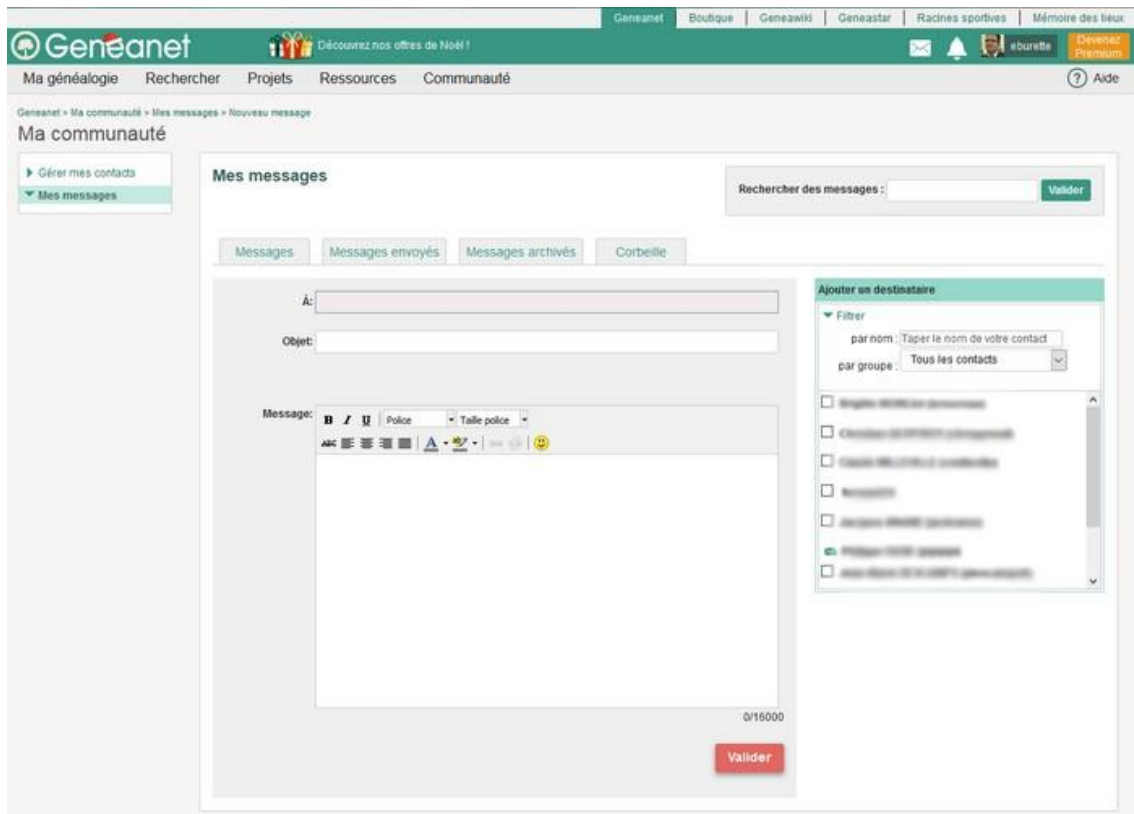 Geneanet Boutique Geneawiki Geneastar Racines sportives Mémoire des lieux
Geneanet Découvrez nos offres de Noël ! eburette Devenez Premium
Ma généalogie Rechercher Projets Ressources Communauté ? Aide
Geneanet > Ma communauté > Mes messages > Nouveau message
Ma communauté
Gérer mes contacts
Mes messages
Mes messages
Rechercher des messages : Valider
Messages Messages envoyés Messages archivés Corbeille
À:
Objet:
Message:
B I U Police Taille police
ABC A
0/16000
Valider
Ajouter un destinataire
Filtrer
par nom : Taper le nom de votre contact
par groupe : Tous les contacts